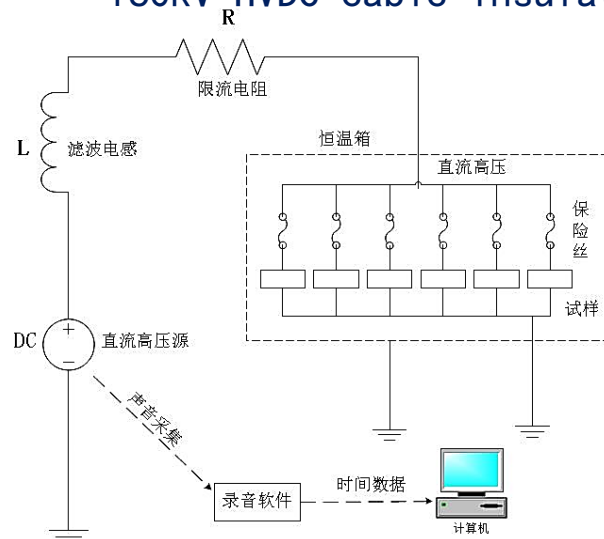 R
限流电阻
L
滤波电感
恒温箱
直流高压
保险丝
试样
DC
直流高压源
声音采集
录音软件
时间数据
计算机